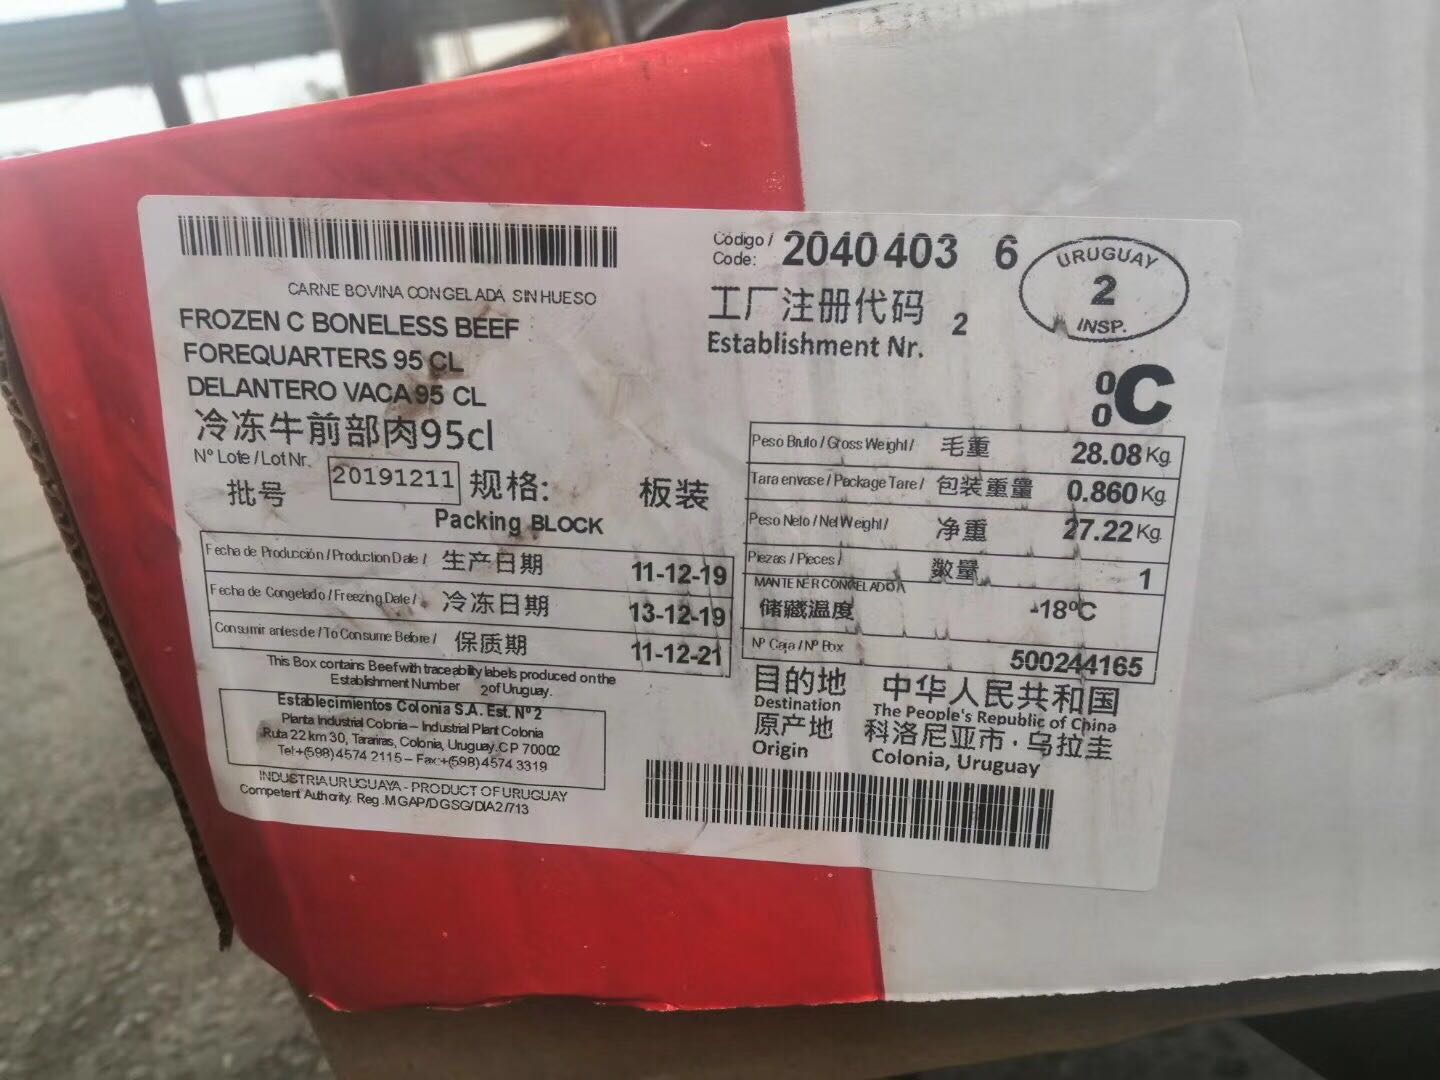 CARNE BOVINA CONGELADA SIN HUESO
FROZEN C BONELESS BEEF
FOREQUARTERS 95 CL
DELANTERO VACA 95 CL
冷冻牛前部肉95cl
Nº Lote / Lot Nr.
批号
20191211
规格: 板装
Packing BLOCK
Fecha de Producción / Production Date / 生产日期 11-12-19
Fecha de Congelado / Freezing Date / 冷冻日期 13-12-19
Consumir antes de / To Consume Before / 保质期 11-12-21
This Box contains Beef with traceability labels produced on the
Establishment Number 2 of Uruguay.
Establecimientos Colonia S.A. Est. Nº 2
Planta Industrial Colonia – Industrial Plant Colonia
Ruta 22 km 30, Tarariras, Colonia, Uruguay.CP 70002
Tel:+(598) 4574 2115 – Fax:+(598) 4574 3319
INDUSTRIA URUGUAYA - PRODUCT OF URUGUAY
Competent Authority. Reg .MGAP/DGSG/DIA 2/713
Código /
Code: 2040403 6
URUGUAY
2
INSP.
工厂注册代码 2
Establishment Nr.
0
0 C
Peso Bruto / Gross Weight / 毛重 28.08 Kg
Tara envase / Package Tare / 包装重量 0.860 Kg
Peso Neto / Net Weight / 净重 27.22 Kg
Piezas / Pieces / 数量 1
MANTENER CONGELADO A
储藏温度 -18ºC
Nº Caja / Nº Box 500244165
目的地 中华人民共和国
Destination The People's Republic of China
原产地 科洛尼亚市·乌拉圭
Origin Colonia, Uruguay